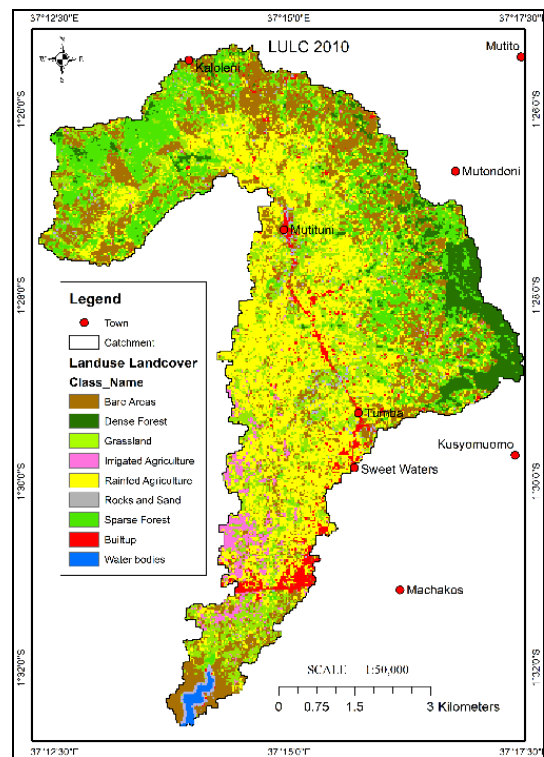 37°12'30"E 37°15'0"E 37°17'30"E
LULC 2010
Mutito
Kaloleni
1°26'0"S
1°26'0"S
Mutondoni
Mutituni
1°28'0"S
1°28'0"S
Legend
Town
Catchment
Landuse Landcover
Class_Name
Bare Areas
Dense Forest
Grassland
Irrigated Agriculture
Rainfed Agriculture
Rocks and Sand
Sparse Forest
Builtup
Water bodies
Tumba
Kusyomuomo
Sweet Waters
1°30'0"S
1°30'0"S
Machakos
1°32'0"S
1°32'0"S
SCALE 1:50,000
0 0.75 1.5 3 Kilometers
37°12'30"E 37°15'0"E 37°17'30"E